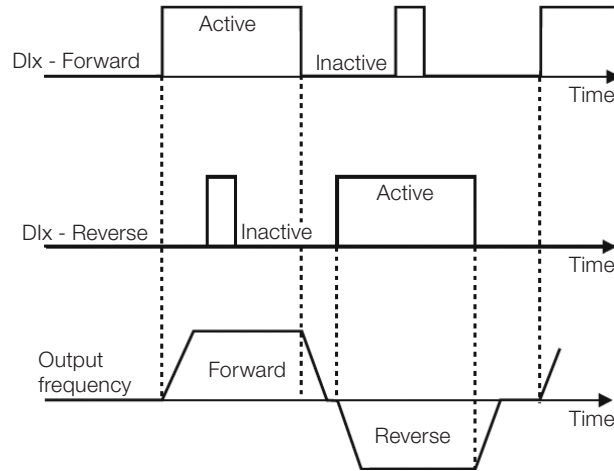 Active
DIx - Forward
Inactive
Time
Active
DIx - Reverse
Inactive
Time
Output
frequency
Forward
Time
Reverse